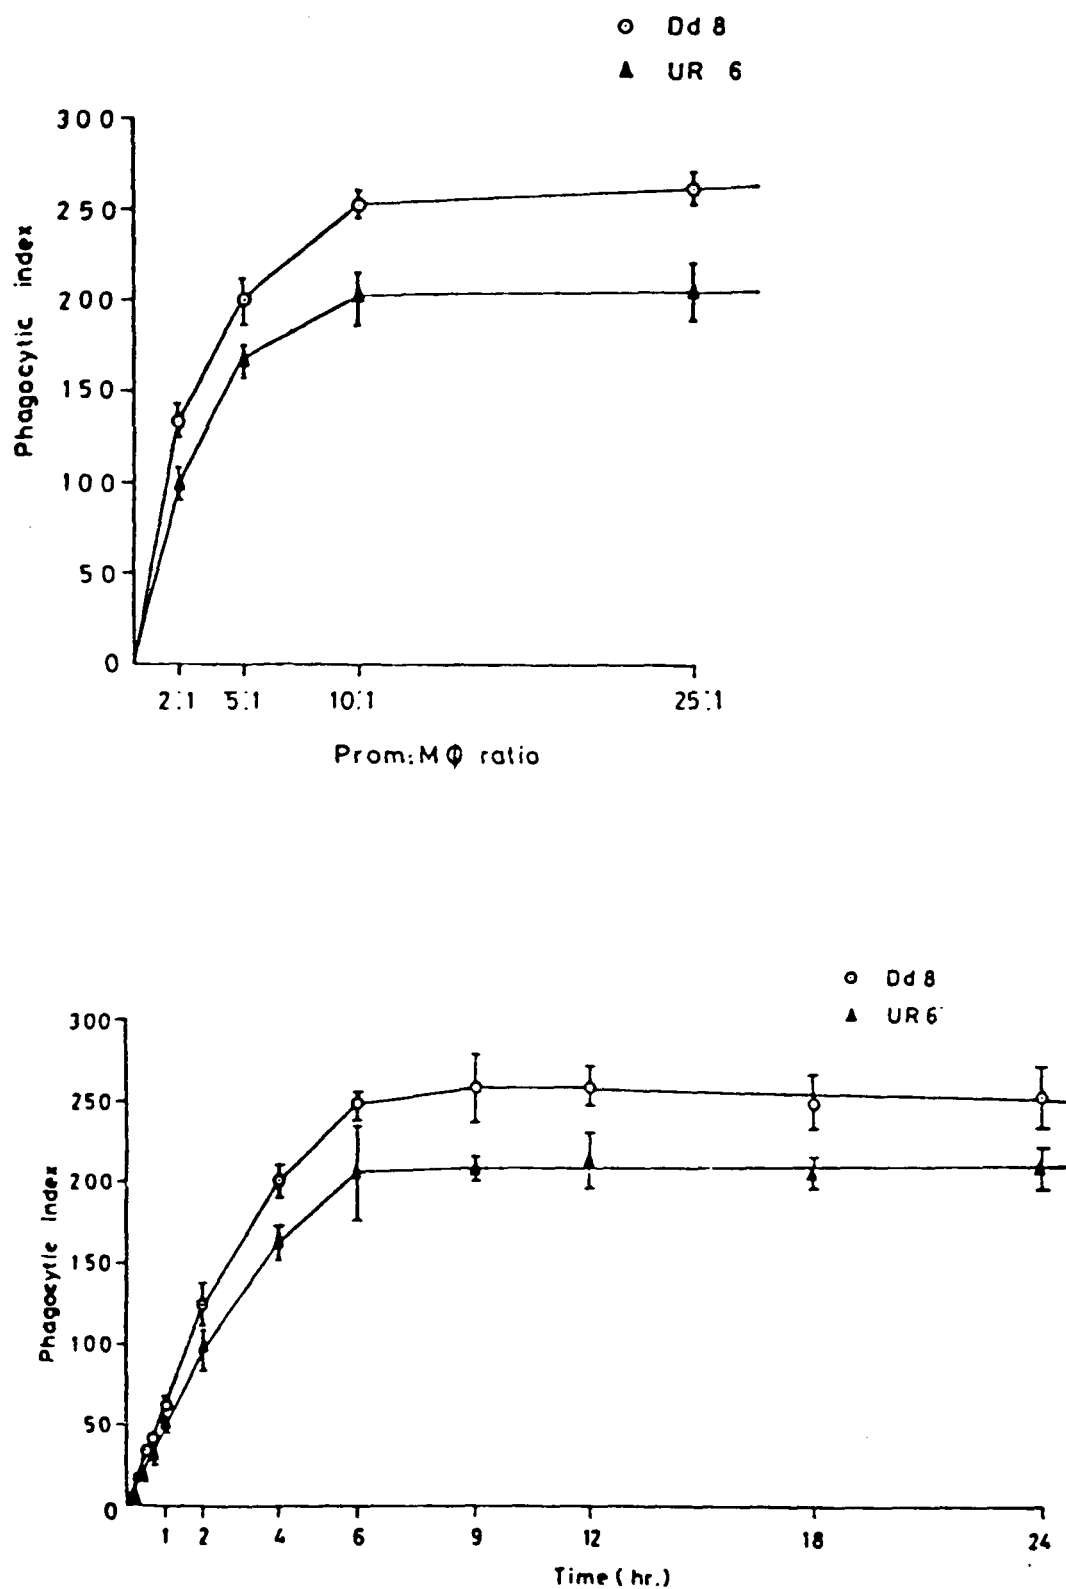 Dd 8
UR 6
300
250
200
150
100
50
0
Phagocytic index
2:1 5:1 10:1 25:1
Prom:MΦ ratio
Dd 8
UR 6
300
250
200
150
100
50
0
Phagocytic Index
1 2 4 6 9 12 18 24
Time (hr.)